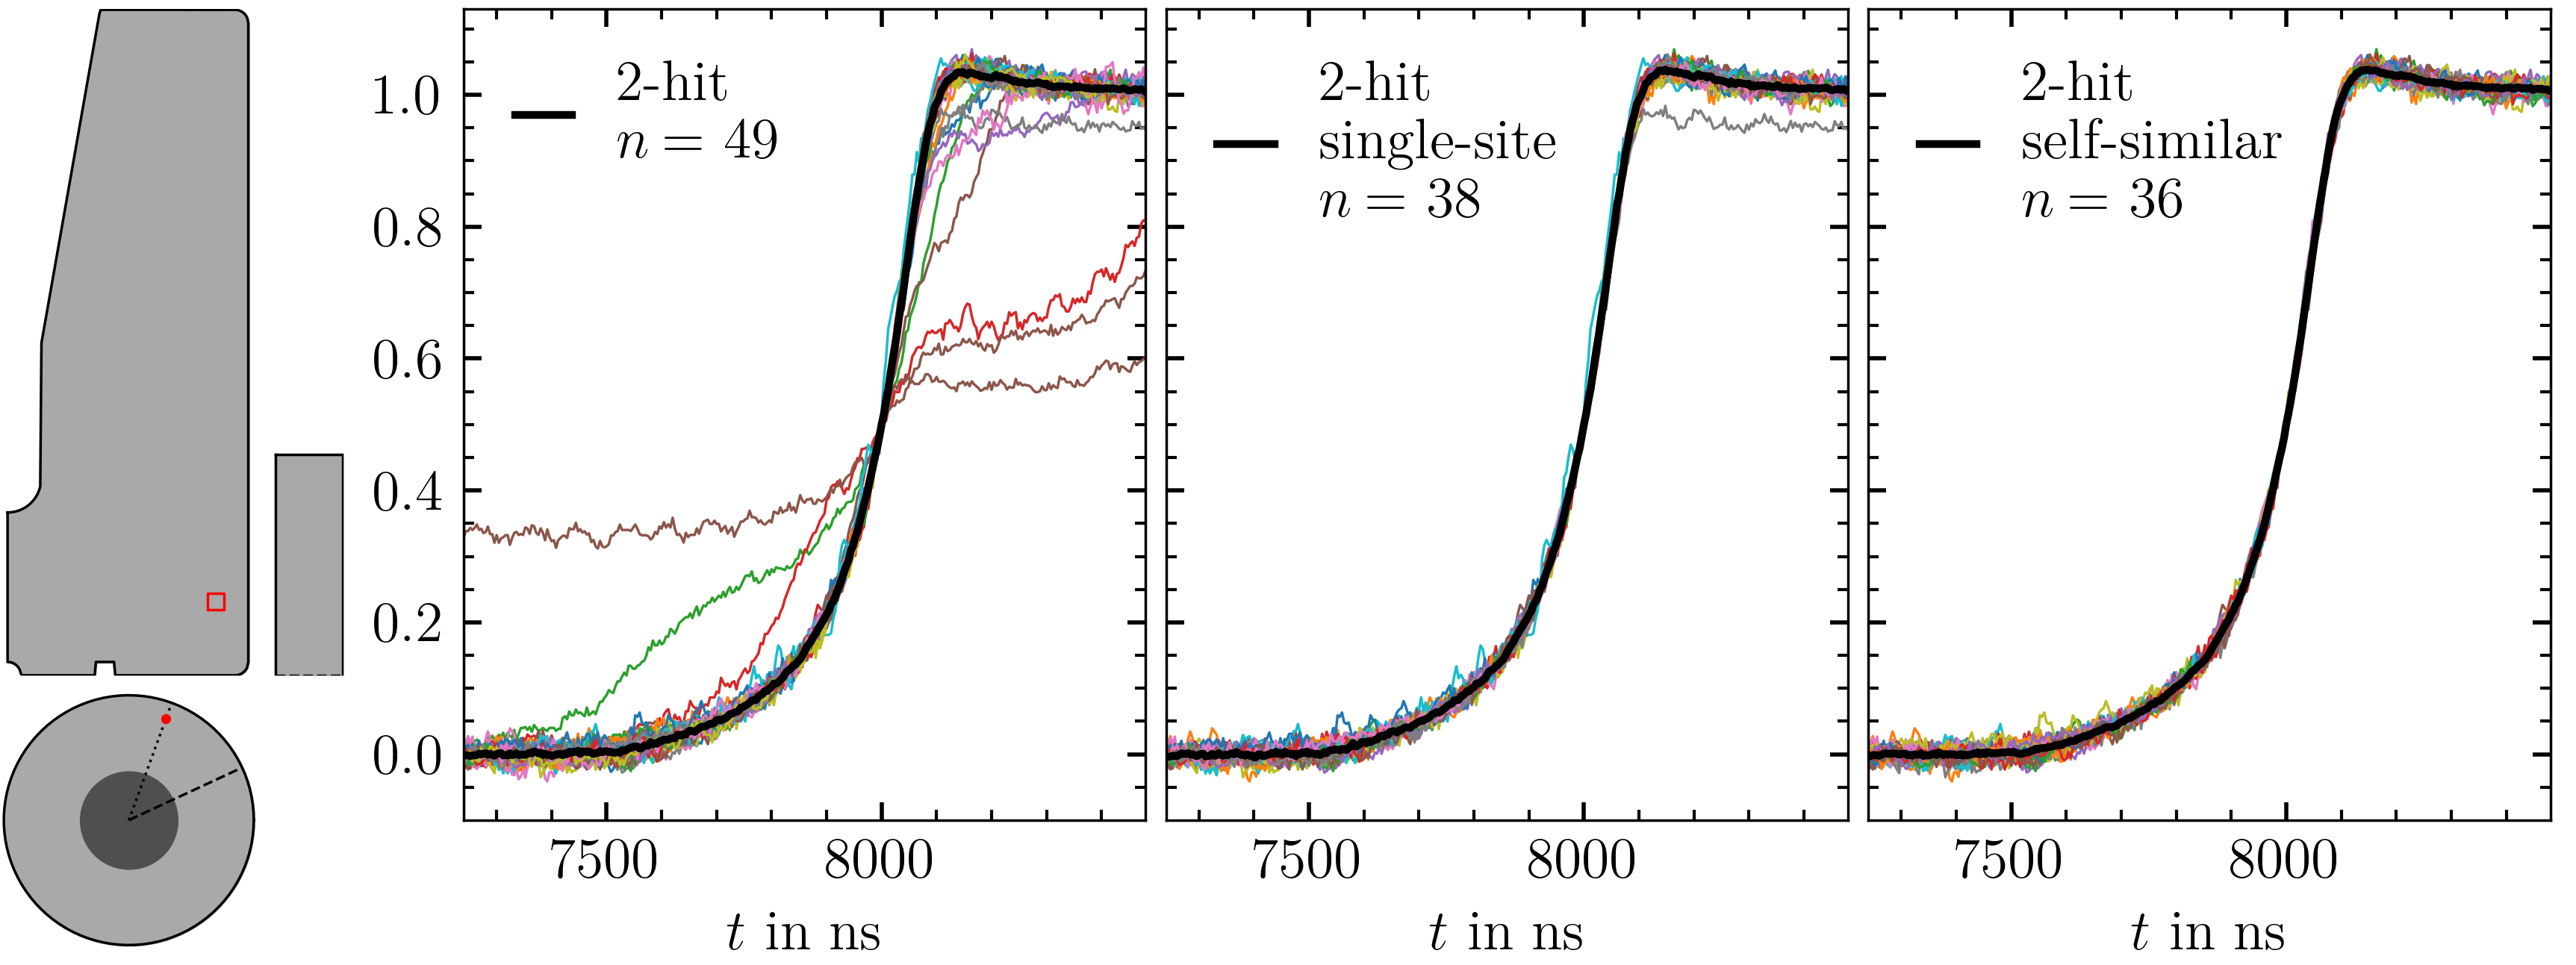 1.0
0.8
0.6
0.4
0.2
0.0
2-hit
n = 49
7500 8000
t in ns
2-hit
single-site
n = 38
7500 8000
t in ns
2-hit
self-similar
n = 36
7500 8000
t in ns